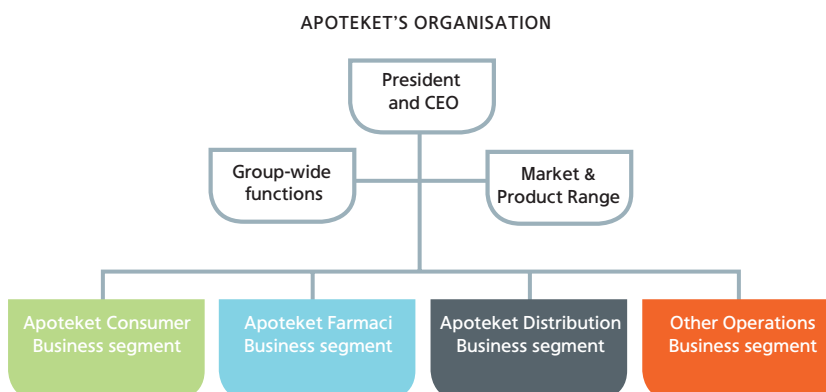 APOTEKET'S ORGANISATION
President
and CEO
Group-wide
functions
Market &
Product Range
Apoteket Consumer
Business segment
Apoteket Farmaci
Business segment
Apoteket Distribution
Business segment
Other Operations
Business segment